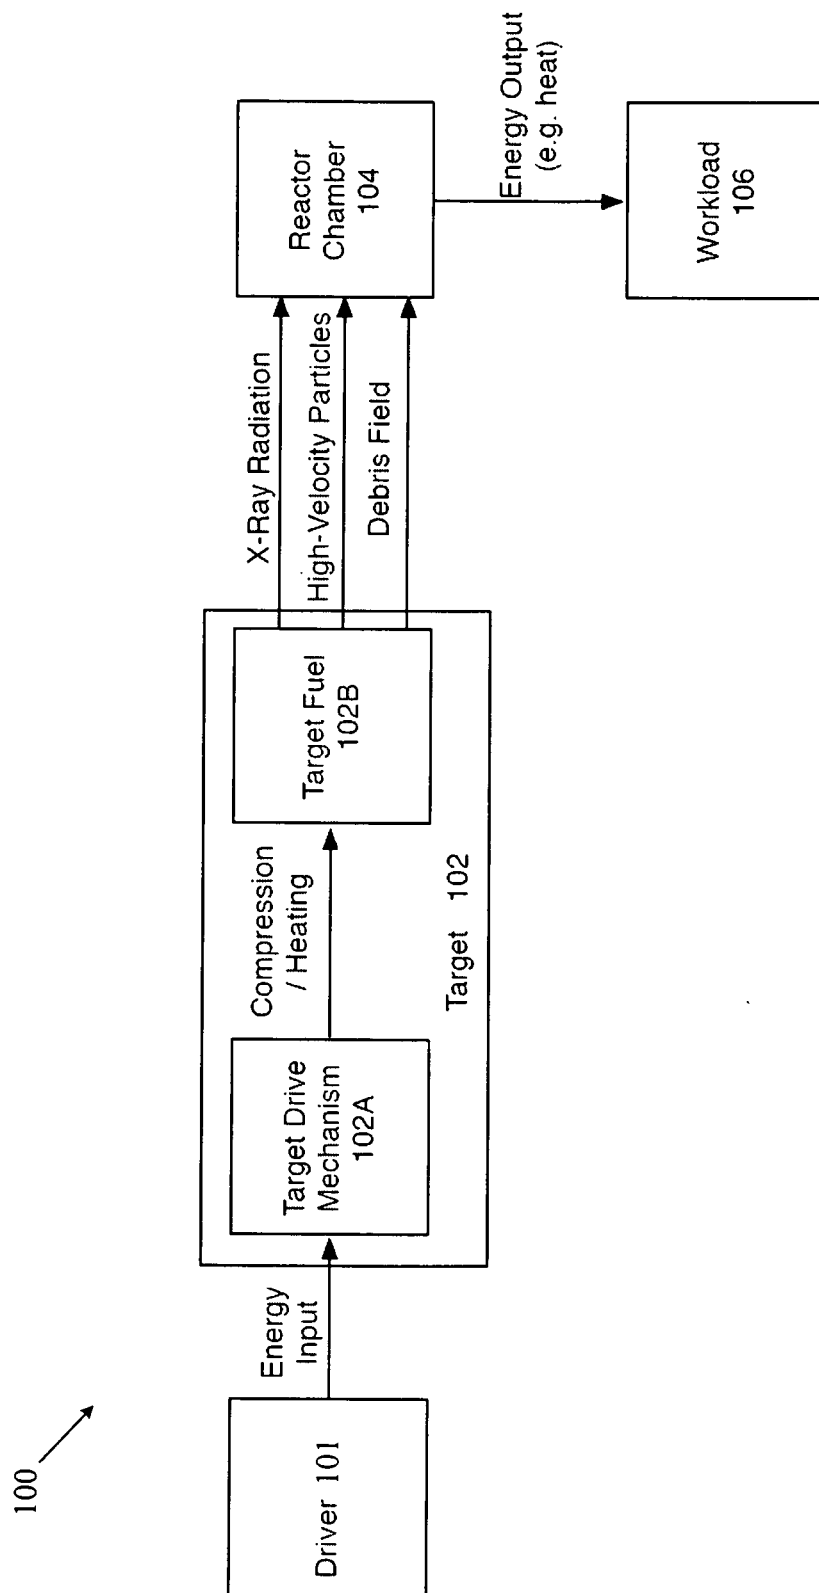 100
Driver 101
Energy
Input
Target Drive
Mechanism
102A
Compression
/ Heating
Target Fuel
102B
Target 102
X-Ray Radiation
High-Velocity Particles
Debris Field
Reactor
Chamber
104
Energy Output
(e.g. heat)
Workload
106